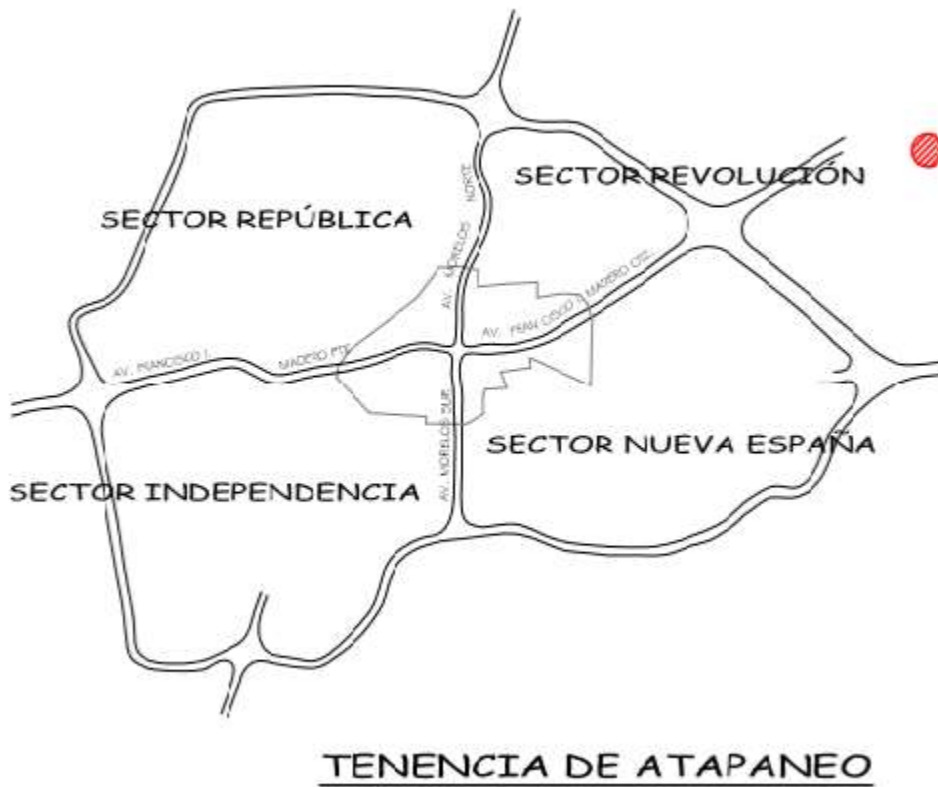 SECTOR REVOLUCIÓN
SECTOR REPÚBLICA
AV. MORELOS NORTE
AV. FRANCISCO I. MADERO OTE.
AV. FRANCISCO I. MADERO PTE.
AV. MORELOS SUR
SECTOR NUEVA ESPAÑA
SECTOR INDEPENDENCIA
TENENCIA DE ATAPANEO